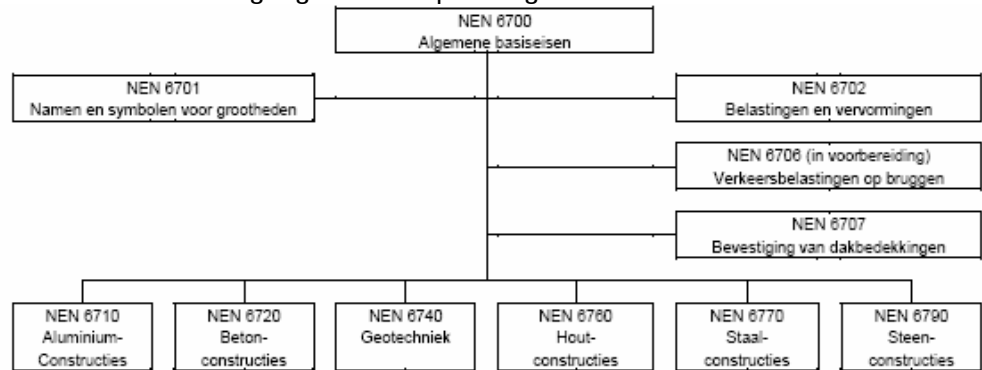 NEN 6700
Algemene basiseisen
NEN 6701
Namen en symbolen voor grootheden
NEN 6702
Belastingen en vervormingen
NEN 6706 (in voorbereiding)
Verkeersbelastingen op bruggen
NEN 6707
Bevestiging van dakbedekkingen
NEN 6710
Aluminium-
Constructies
NEN 6720
Beton-
constructies
NEN 6740
Geotechniek
NEN 6760
Hout-
constructies
NEN 6770
Staal-
constructies
NEN 6790
Steen-
constructies